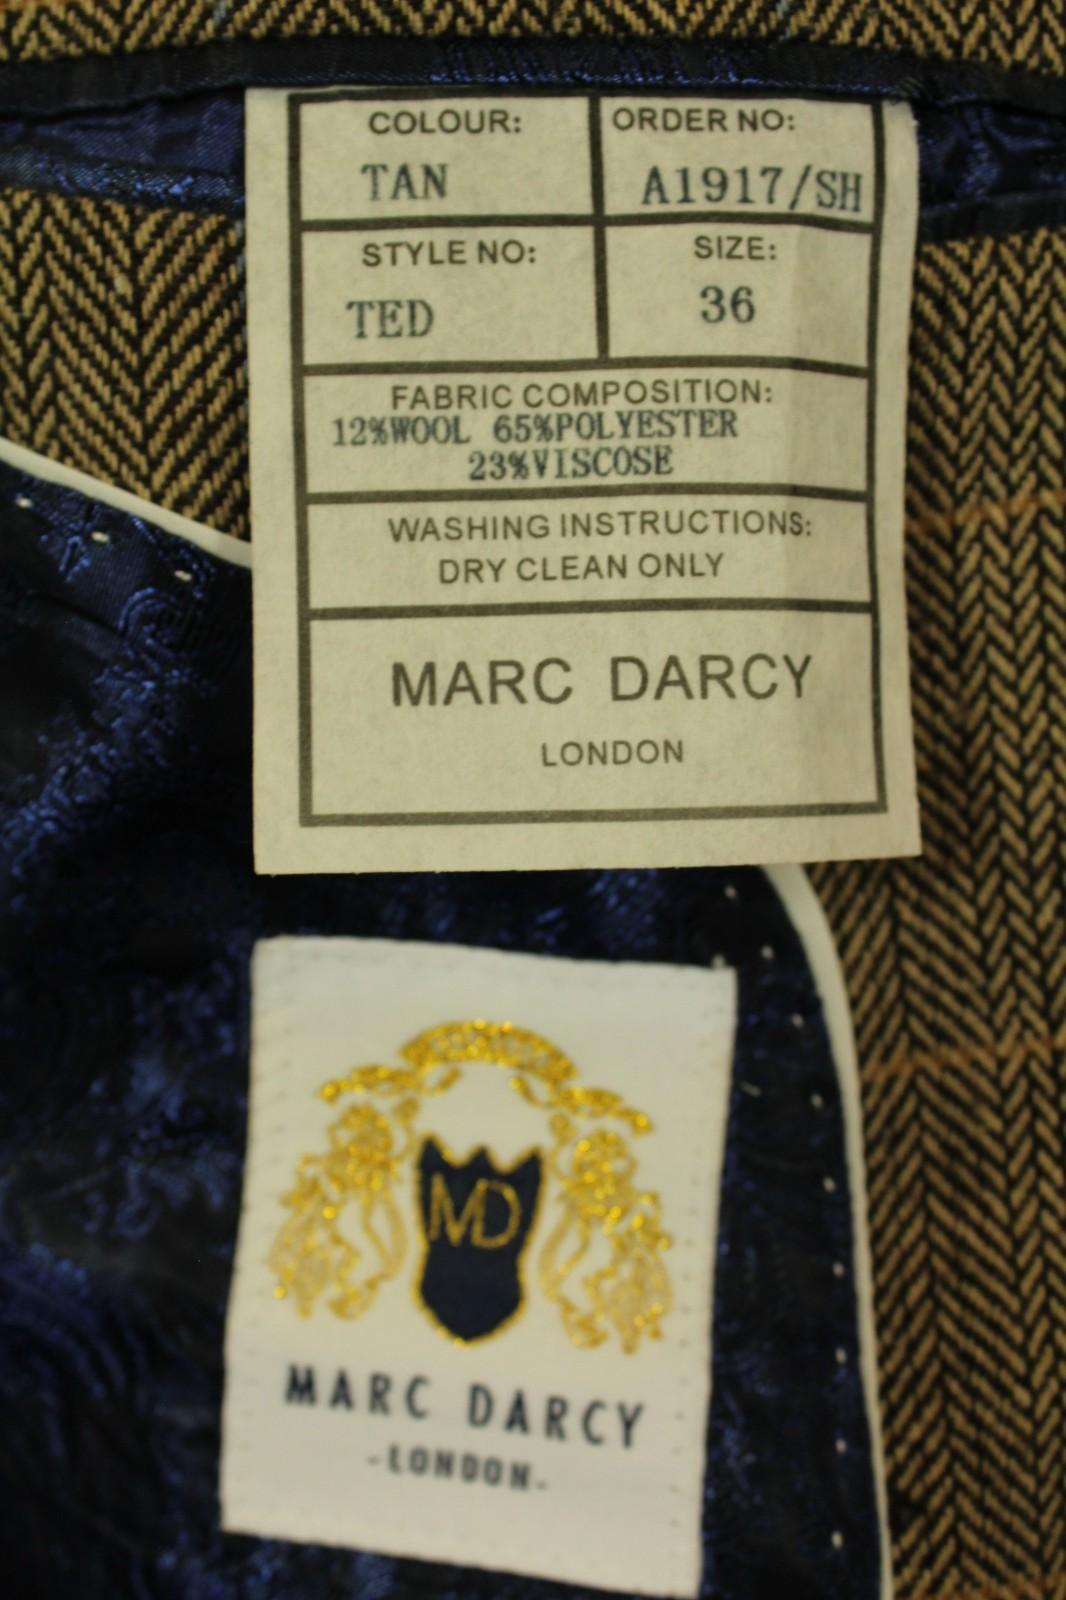 COLOUR: ORDER NO:
TAN A1917/SH
STYLE NO: SIZE:
TED 36
FABRIC COMPOSITION:
12%WOOL 65%POLYESTER
23%VISCOSE
WASHING INSTRUCTIONS:
DRY CLEAN ONLY
MARC DARCY
LONDON
MD
MARC DARCY
-LONDON-